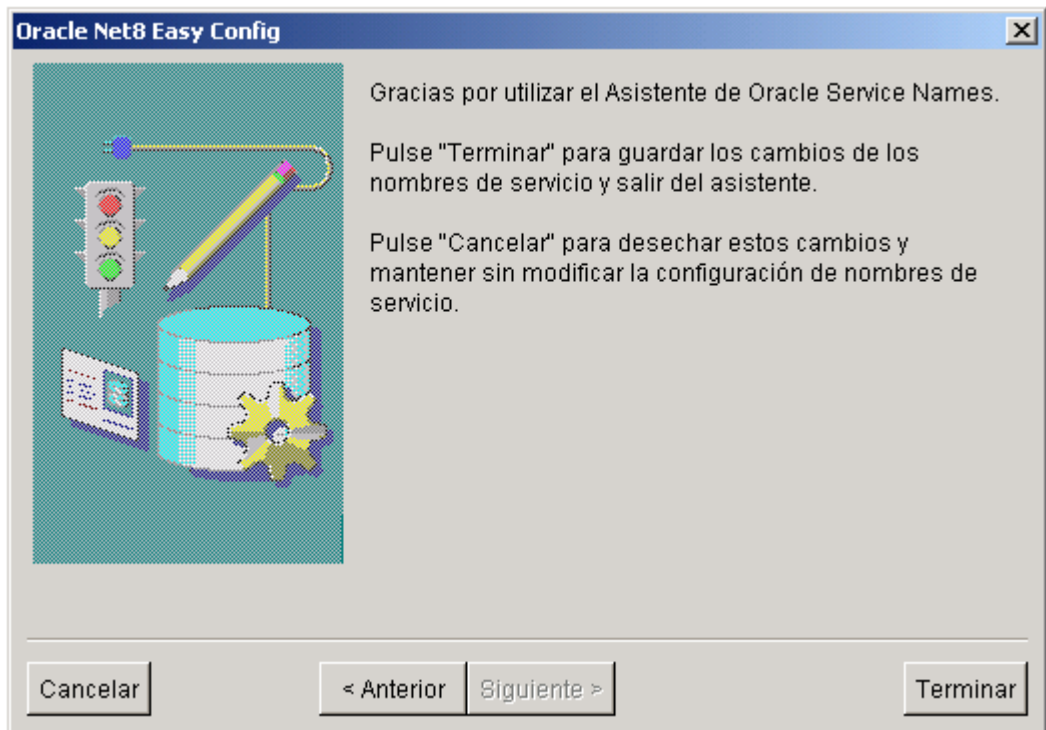 Oracle Net8 Easy Config
Gracias por utilizar el Asistente de Oracle Service Names.
Pulse "Terminar" para guardar los cambios de los
nombres de servicio y salir del asistente.
Pulse "Cancelar" para desechar estos cambios y
mantener sin modificar la configuración de nombres de
servicio.
Cancelar
< Anterior
Siguiente >
Terminar